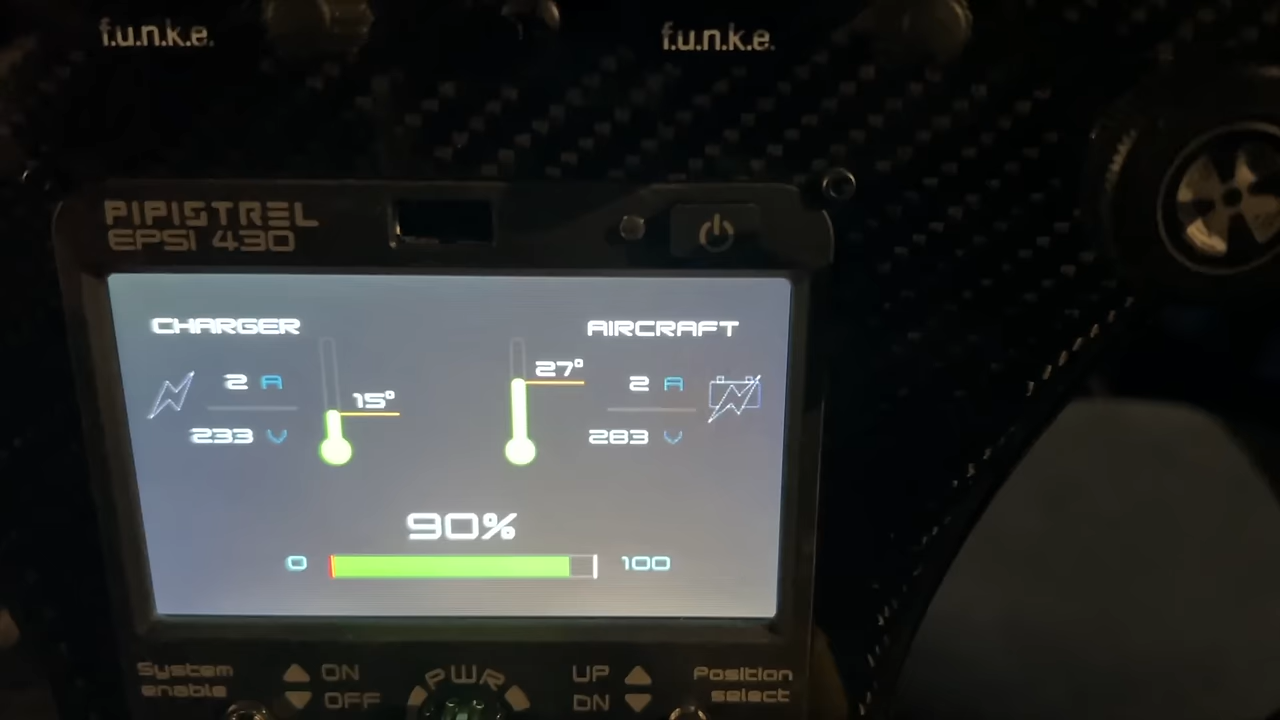 f.u.n.k.e. f.u.n.k.e.
PIPISTREL
EPSI 430
CHARGER AIRCRAFT
2 A 15° 27° 2 A
233 V 283 V
90%
0 100
System enable ON OFF PWR UP DN Position select